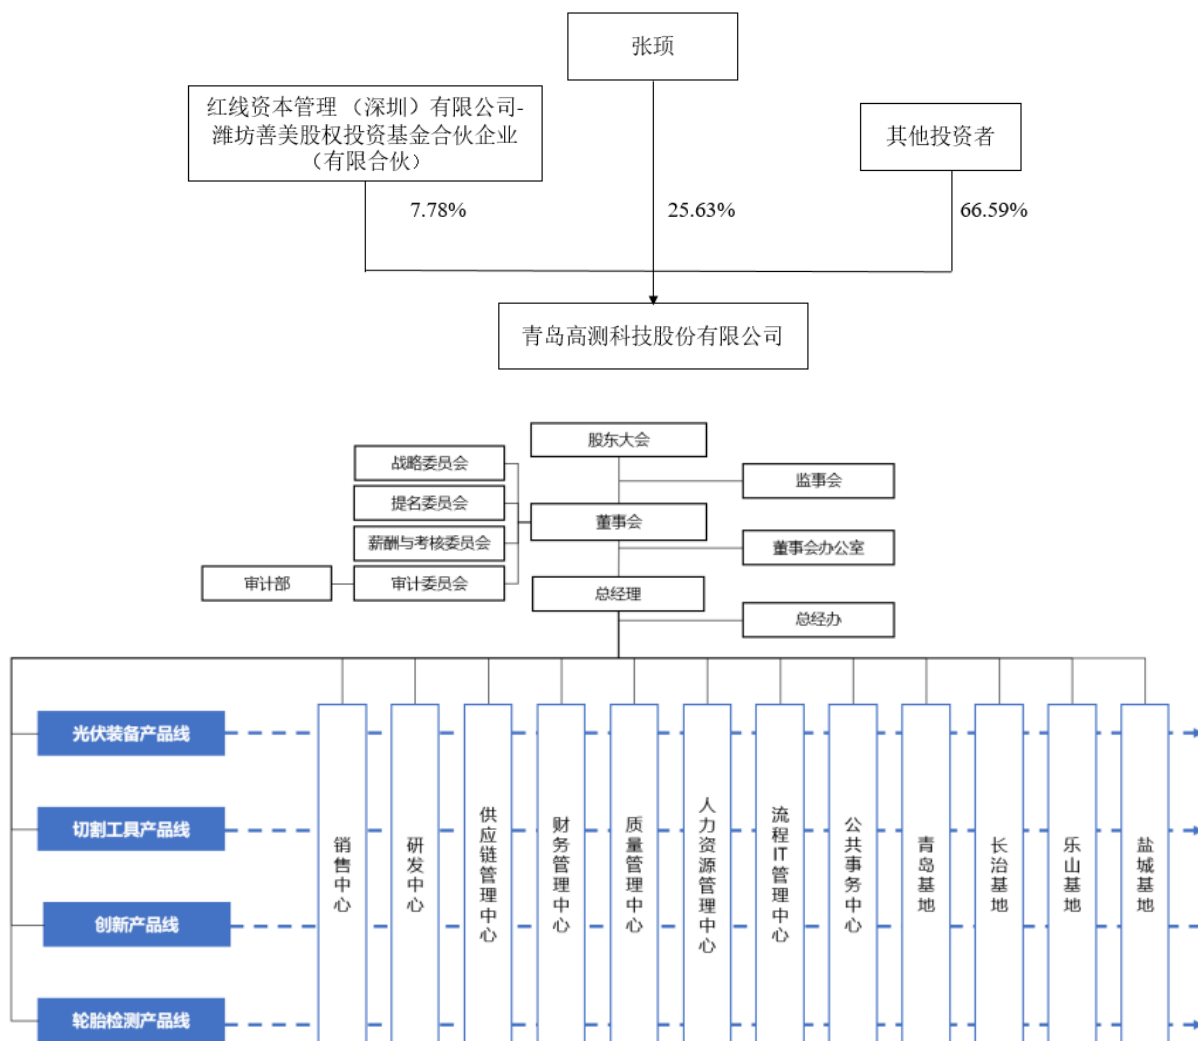 张顼
红线资本管理 （深圳）有限公司-
潍坊善美股权投资基金合伙企业
（有限合伙）
其他投资者
7.78%
25.63%
66.59%
青岛高测科技股份有限公司
股东大会
战略委员会
监事会
提名委员会
董事会
薪酬与考核委员会
董事会办公室
审计部
审计委员会
总经理
总经办
光伏装备产品线
切割工具产品线
创新产品线
轮胎检测产品线
销售中心
研发中心
供应链管理中心
财务管理中心
质量管理中心
人力资源管理中心
流程IT管理中心
公共事务中心
青岛基地
长治基地
乐山基地
盐城基地